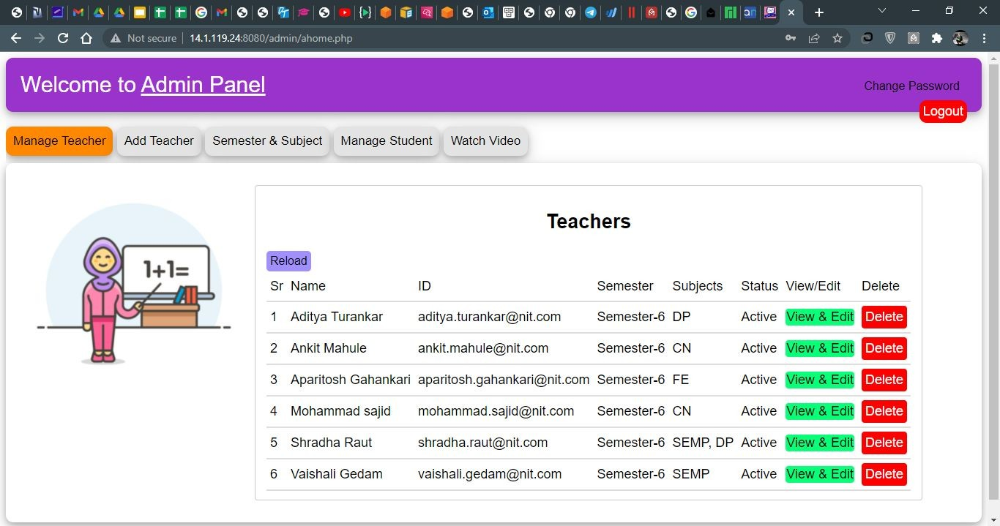 Not secure 14.1.119.24:8080/admin/ahome.php
Welcome to Admin Panel
Change Password
Logout
Manage Teacher Add Teacher Semester & Subject Manage Student Watch Video
1+1=
Teachers
Reload
Sr Name ID Semester Subjects Status View/Edit Delete
1 Aditya Turankar aditya.turankar@nit.com Semester-6 DP Active View & Edit Delete
2 Ankit Mahule ankit.mahule@nit.com Semester-6 CN Active View & Edit Delete
3 Aparitosh Gahankari aparitosh.gahankari@nit.com Semester-6 FE Active View & Edit Delete
4 Mohammad sajid mohammad.sajid@nit.com Semester-6 CN Active View & Edit Delete
5 Shradha Raut shradha.raut@nit.com Semester-6 SEMP, DP Active View & Edit Delete
6 Vaishali Gedam vaishali.gedam@nit.com Semester-6 SEMP Active View & Edit Delete